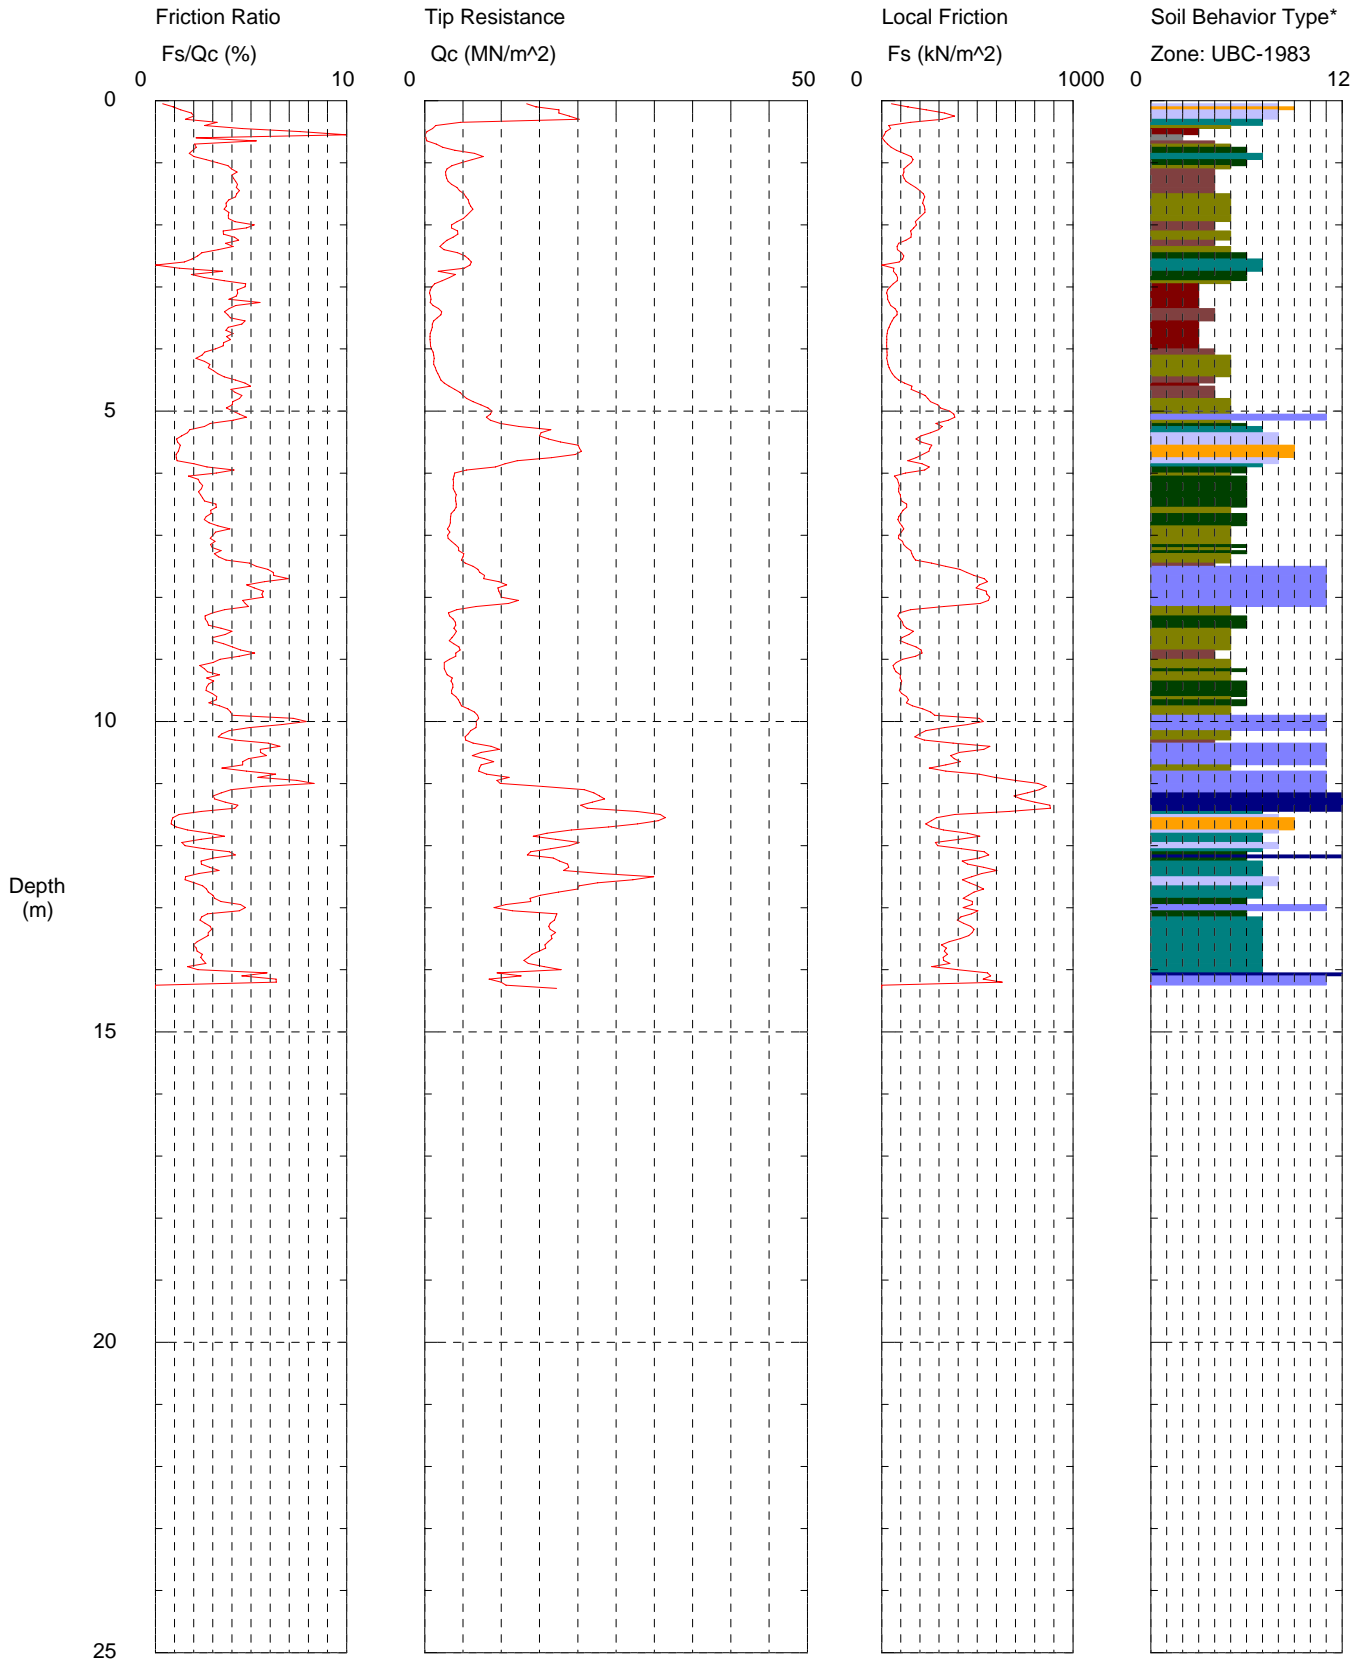 Friction Ratio
Tip Resistance
Local Friction
Soil Behavior Type*
Fs/Qc (%)
Qc (MN/m^2)
Fs (kN/m^2)
Zone: UBC-1983
0 10
0 50
0 1000
0 12
0
5
10
Depth
(m)
15
20
25